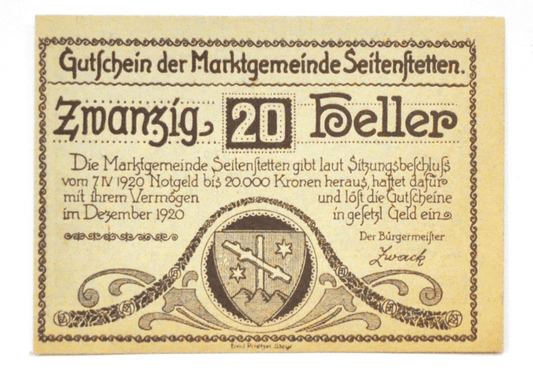 Gutschein der Marktgemeinde Seitenstetten.
Zwanzig 20 Heller
Die Marktgemeinde Seitenstetten gibt laut Sitzungsbeschluß
vom 7 IV 1920 Notgeld bis 20.000 Kronen heraus, haftet dafür
mit ihrem Vermögen und löst die Gutscheine
im Dezember 1920 in gesetzl Geld ein
Der Bürgermeister
Zwack